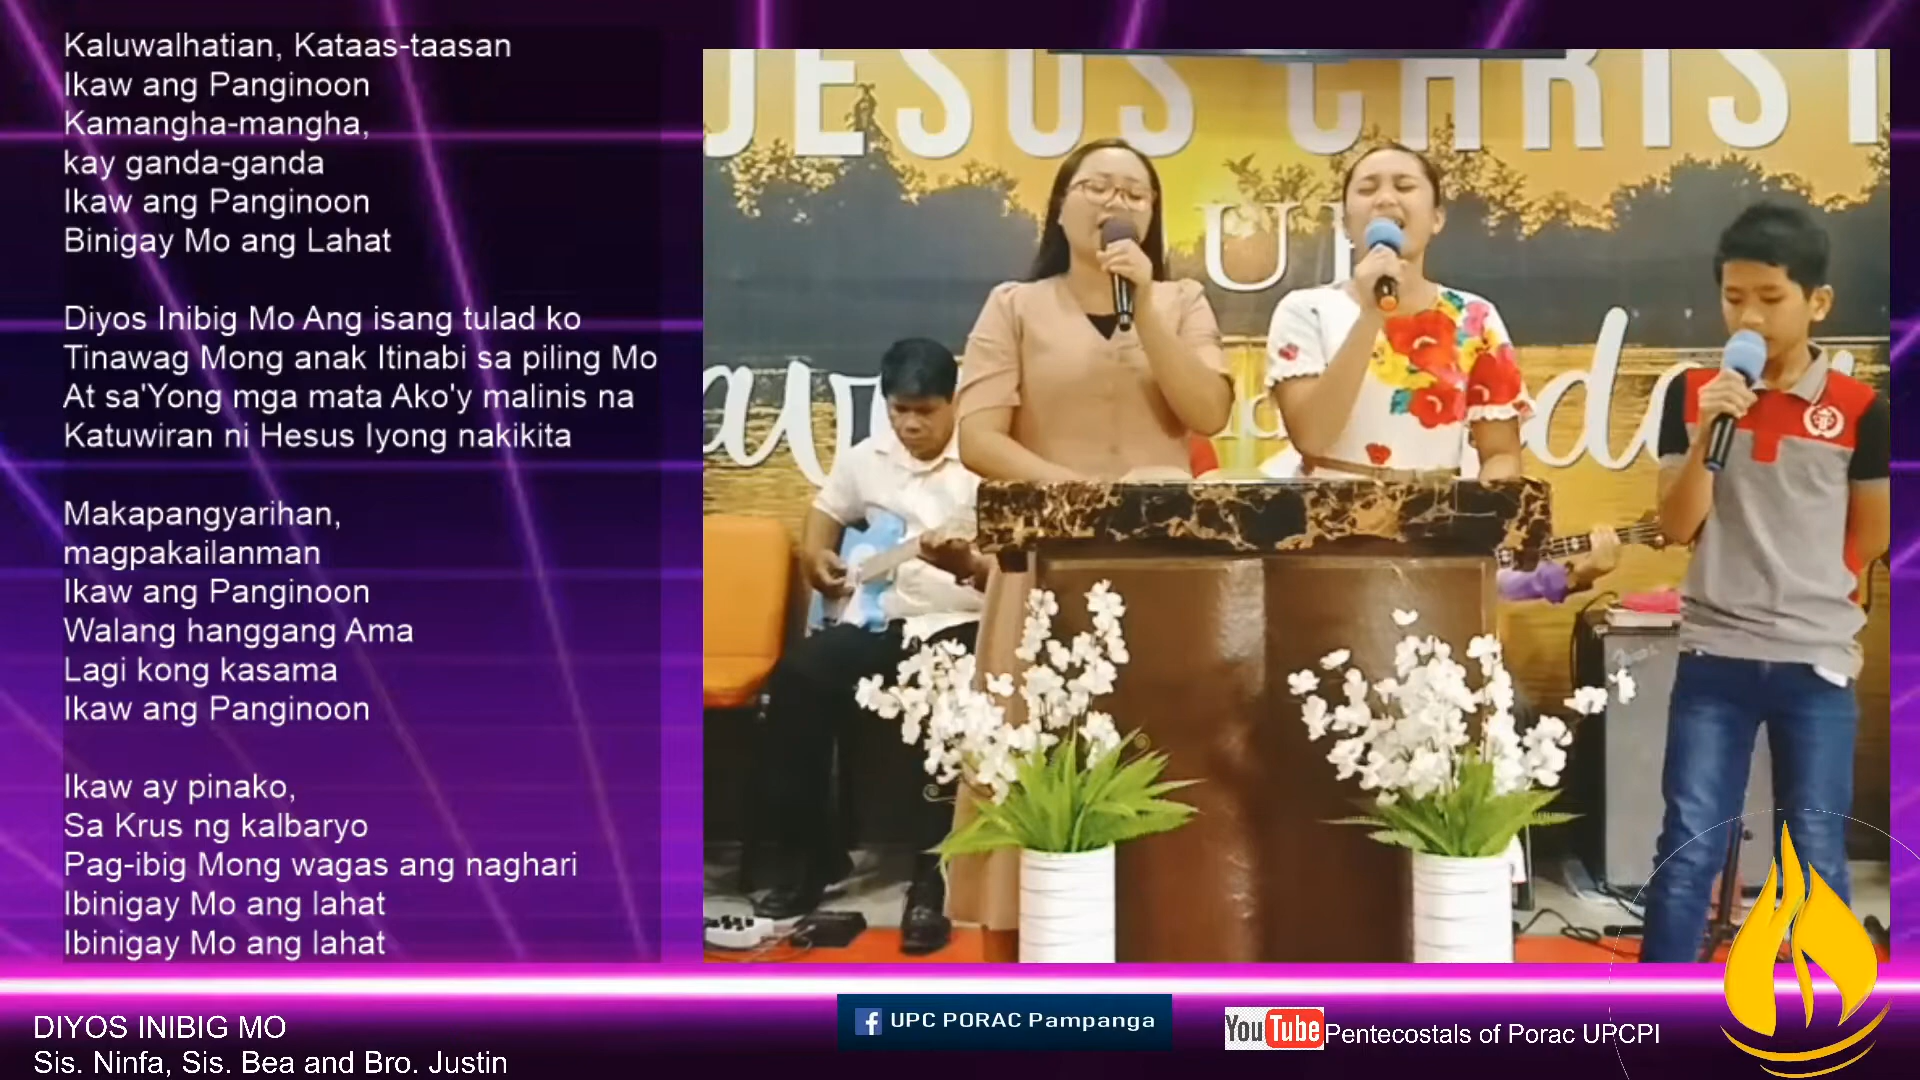 Kaluwalhatian, Kataas-taasan
Ikaw ang Panginoon
Kamangha-mangha,
kay ganda-ganda
Ikaw ang Panginoon
Binigay Mo ang Lahat
Diyos Inibig Mo Ang isang tulad ko
Tinawag Mong anak Itinabi sa piling Mo
At sa'Yong mga mata Ako'y malinis na
Katuwiran ni Hesus Iyong nakikita
Makapangyarihan,
magpakailanman
Ikaw ang Panginoon
Walang hanggang Ama
Lagi kong kasama
Ikaw ang Panginoon
Ikaw ay pinako,
Sa Krus ng kalbaryo
Pag-ibig Mong wagas ang naghari
Ibinigay Mo ang lahat
Ibinigay Mo ang lahat
JESUS CHRIST
DIYOS INIBIG MO
Sis. Ninfa, Sis. Bea and Bro. Justin
f UPC PORAC Pampanga
YouTube Pentecostals of Porac UPCPI